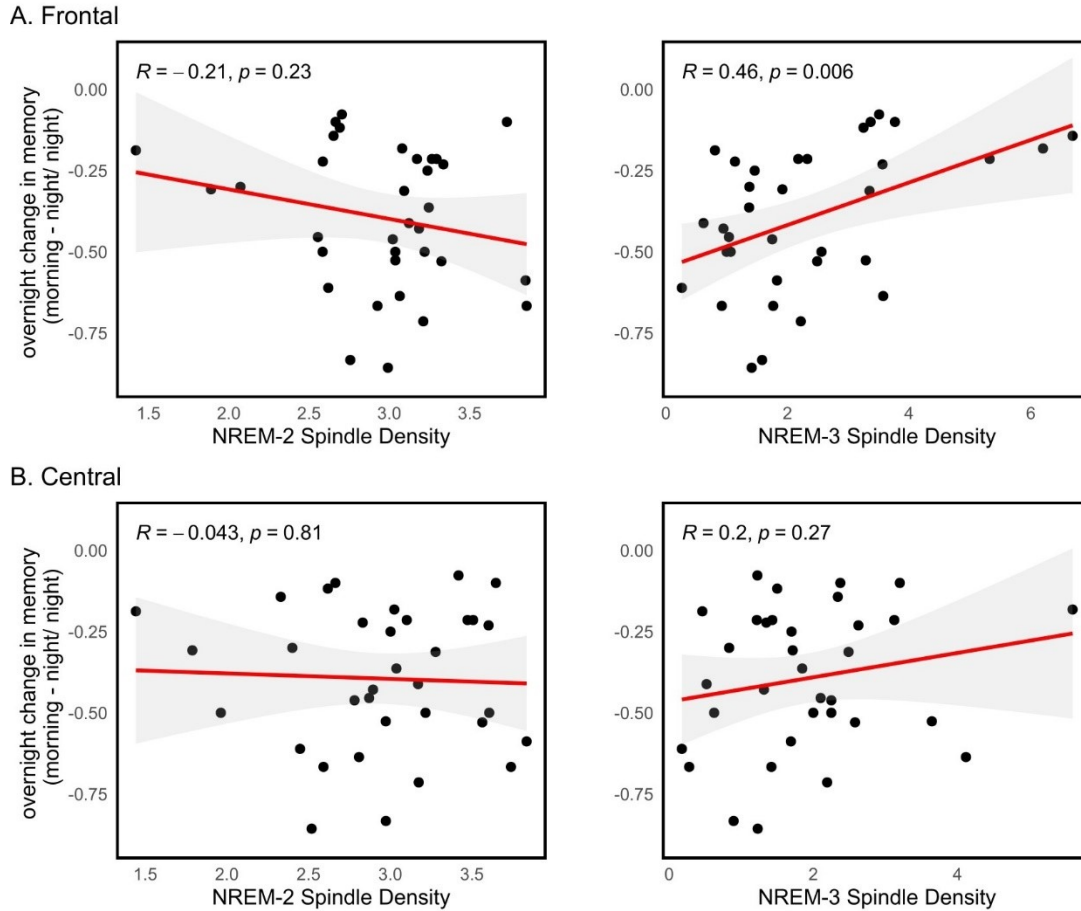 A. Frontal
overnight change in memory
(morning - night/ night)
R = − 0.21, p = 0.23
0.00
-0.25
-0.50
-0.75
1.5 2.0 2.5 3.0 3.5
NREM-2 Spindle Density
R = 0.46, p = 0.006
0.00
-0.25
-0.50
-0.75
0 2 4 6
NREM-3 Spindle Density
B. Central
overnight change in memory
(morning - night/ night)
R = − 0.043, p = 0.81
0.00
-0.25
-0.50
-0.75
1.5 2.0 2.5 3.0 3.5
NREM-2 Spindle Density
R = 0.2, p = 0.27
0.00
-0.25
-0.50
-0.75
0 2 4
NREM-3 Spindle Density